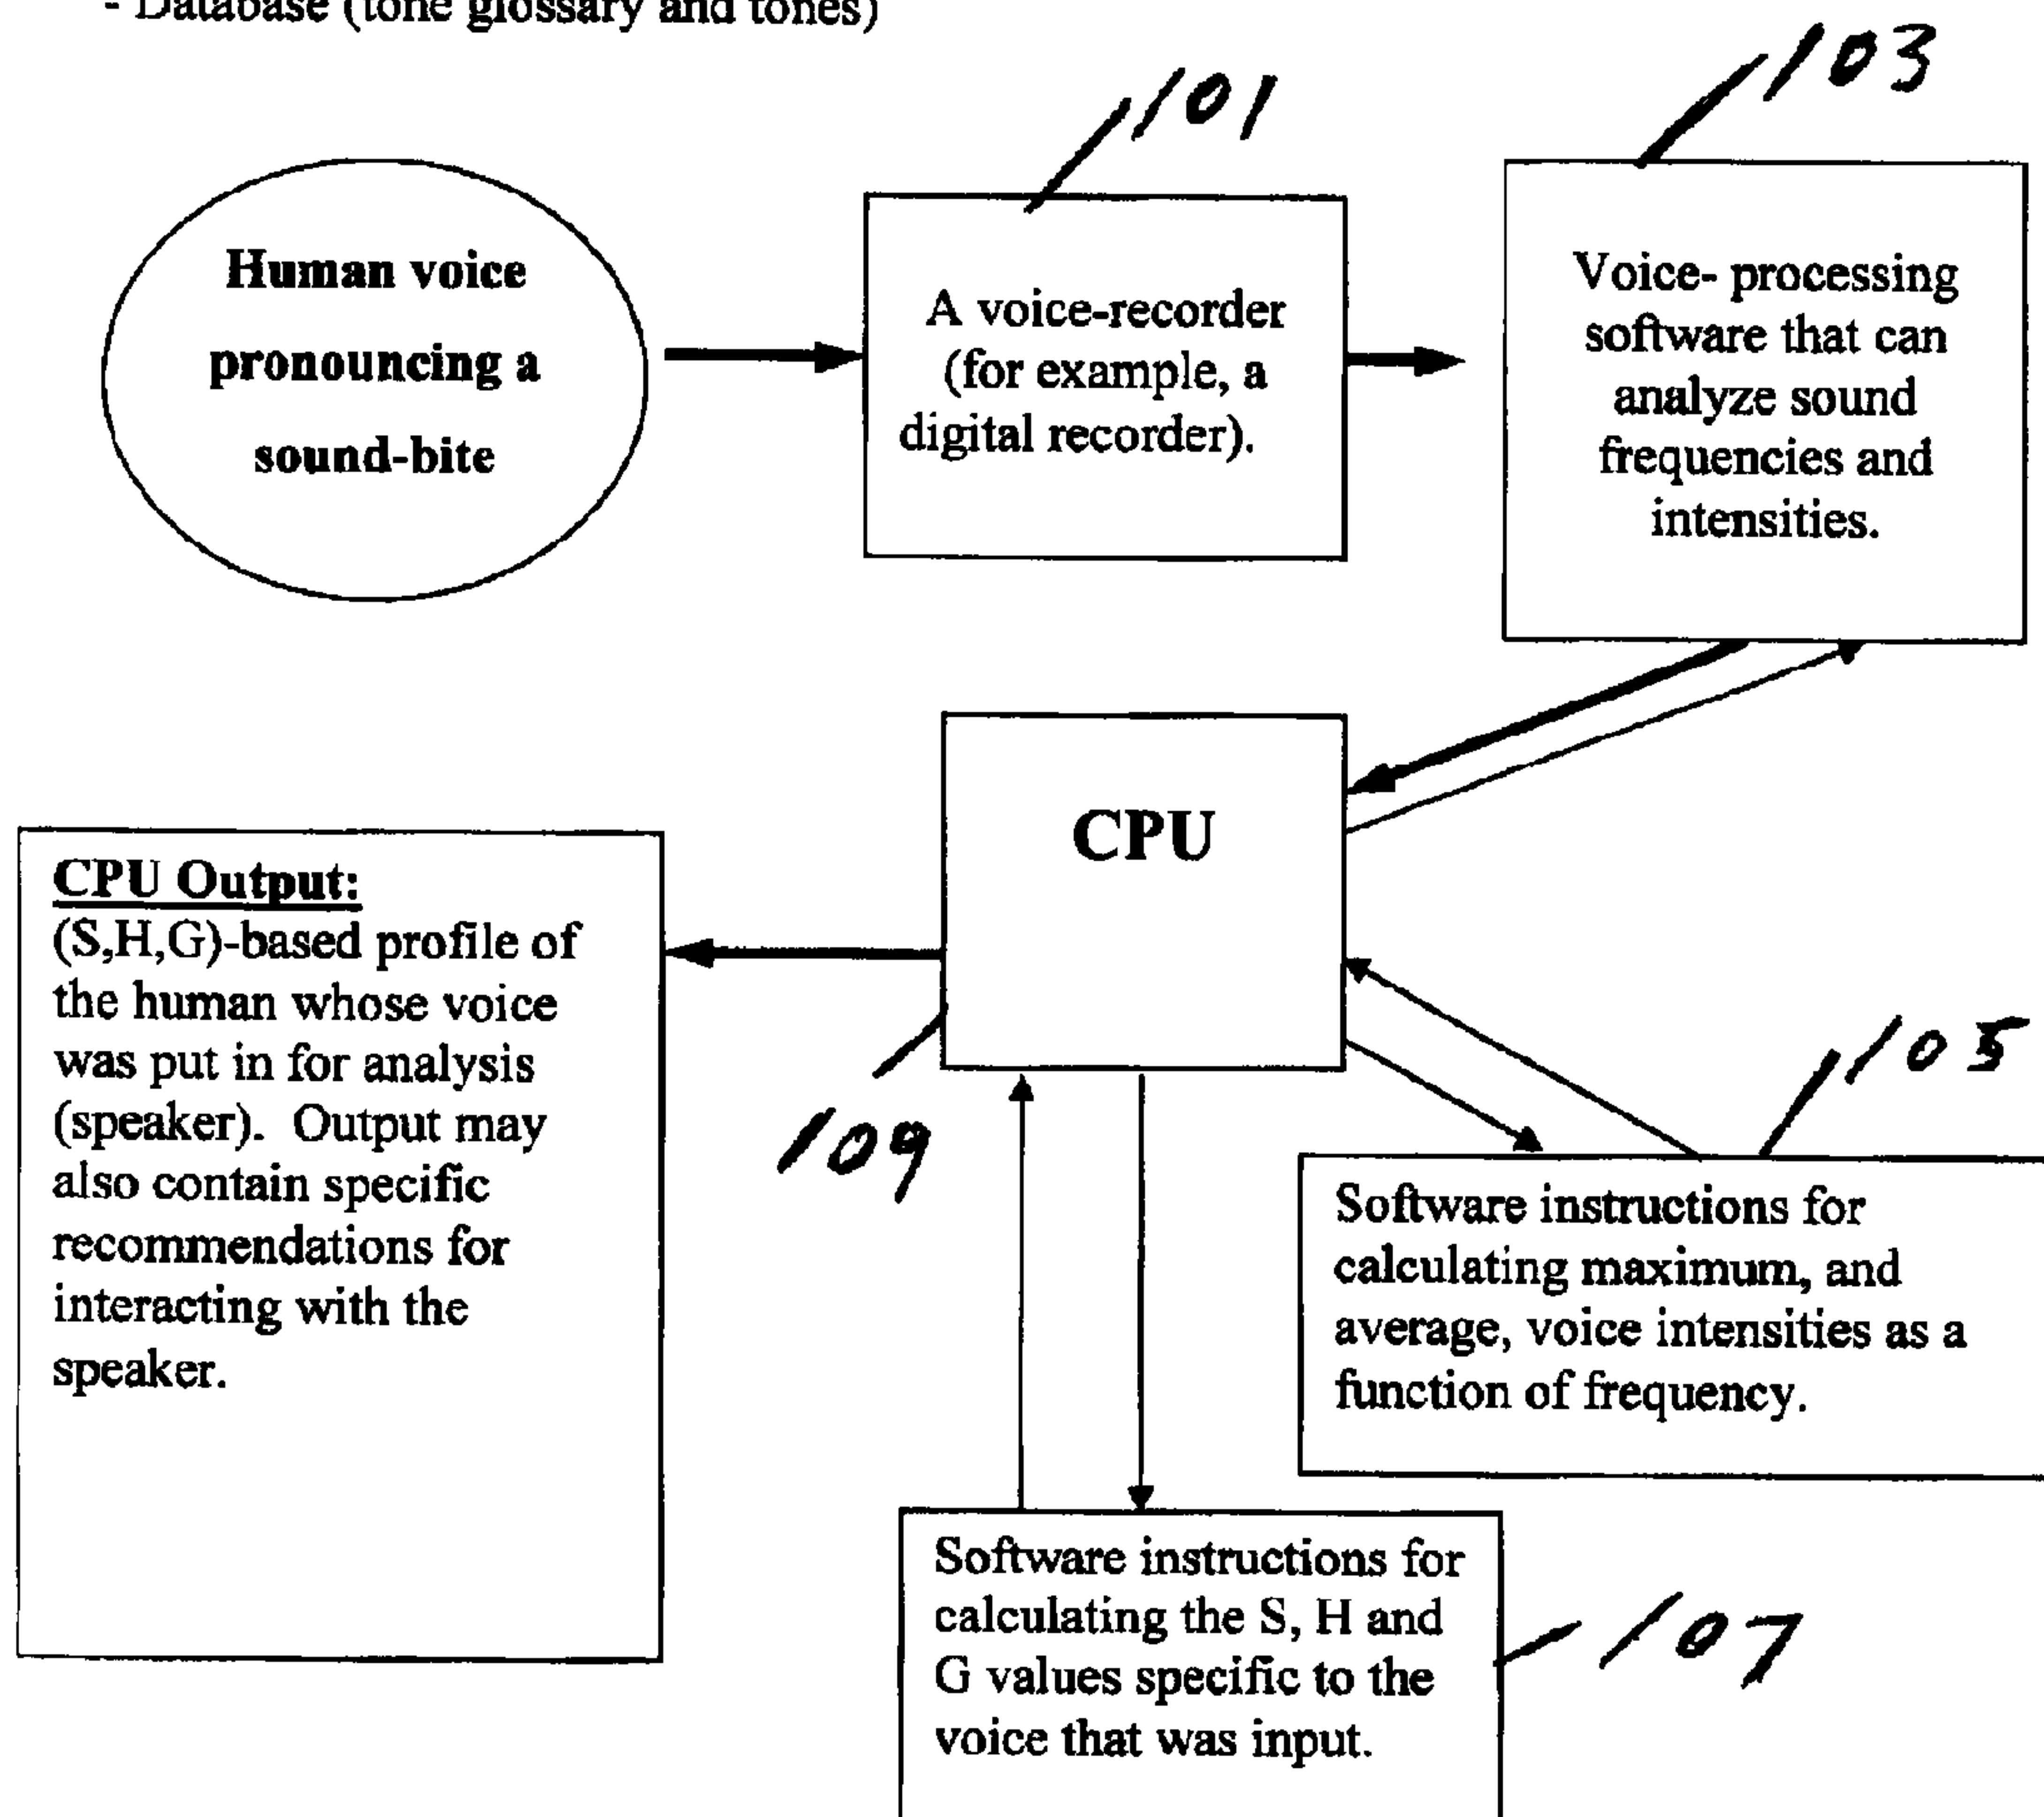 - Database (tone glossary and tones)
101
103
Human voice
pronouncing a
sound-bite
A voice-recorder
(for example, a
digital recorder).
Voice- processing
software that can
analyze sound
frequencies and
intensities.
CPU
CPU Output:
(S,H,G)-based profile of
the human whose voice
was put in for analysis
(speaker). Output may
also contain specific
recommendations for
interacting with the
speaker.
109
105
Software instructions for
calculating maximum, and
average, voice intensities as a
function of frequency.
Software instructions for
calculating the S, H and
G values specific to the
voice that was input.
107